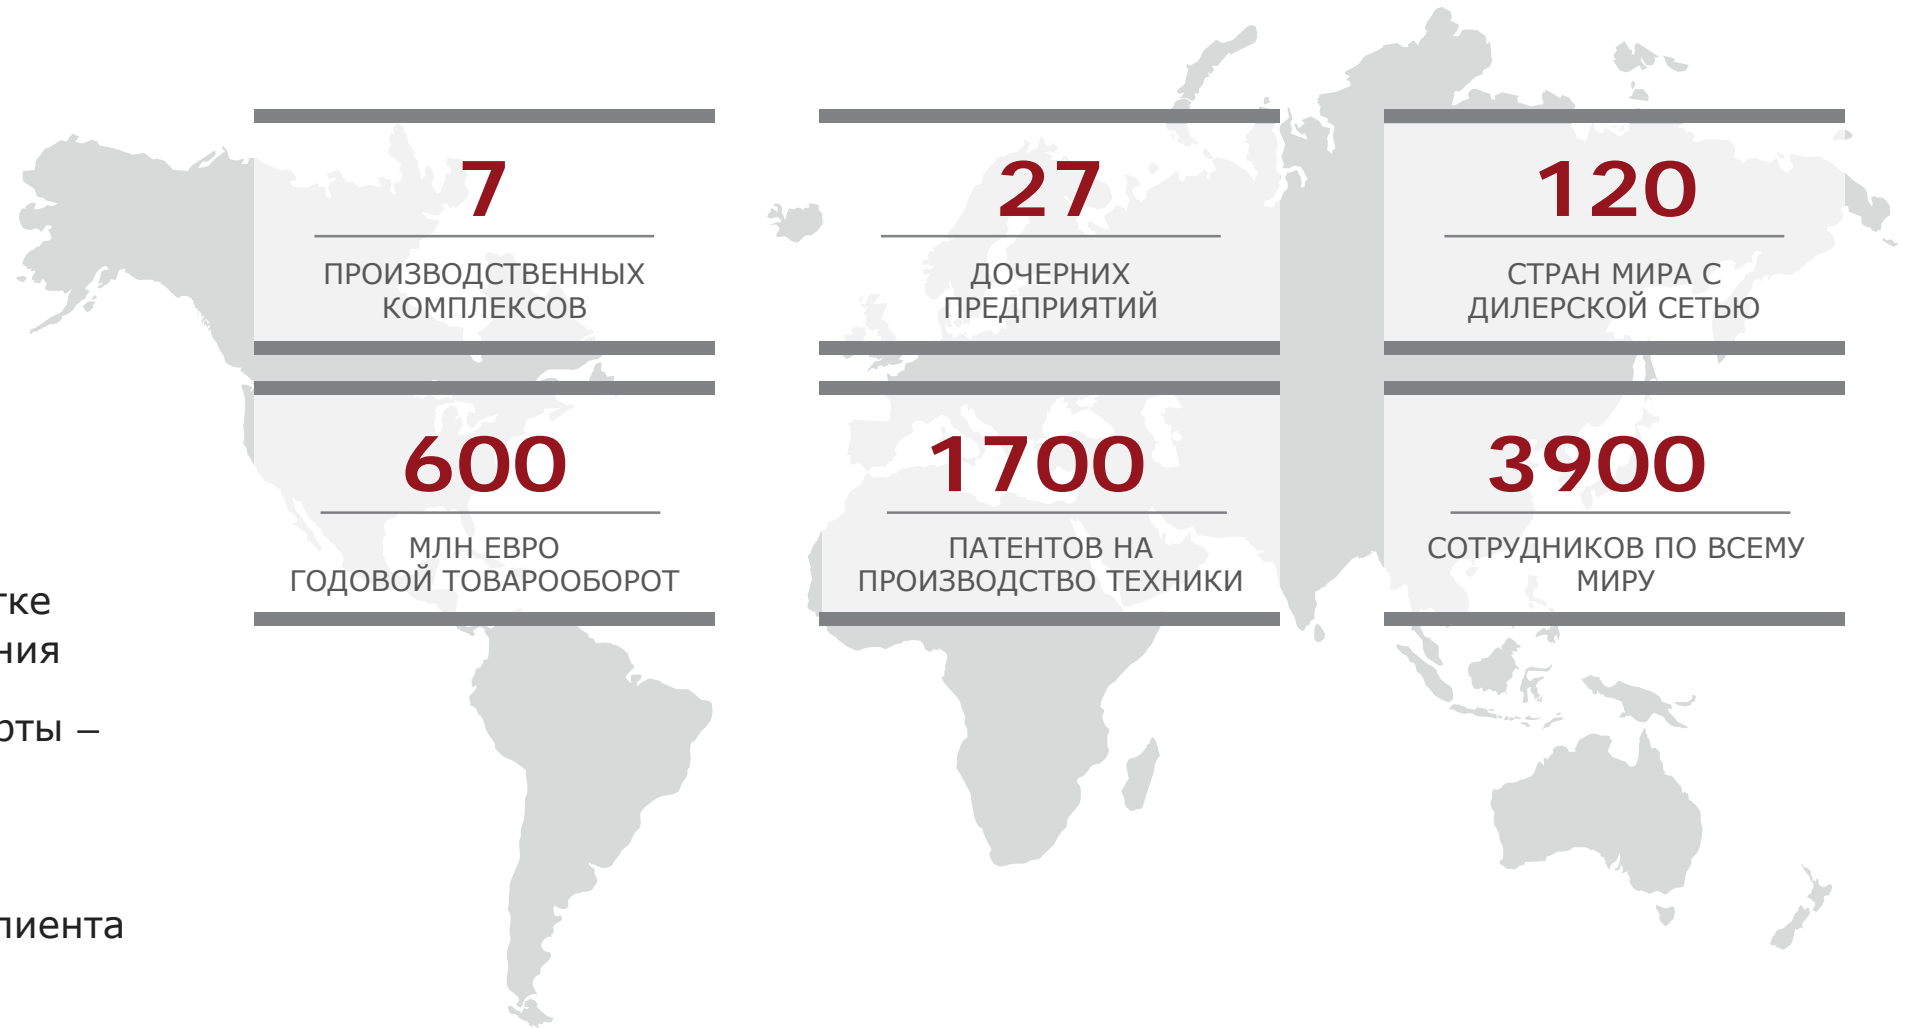 7
ПРОИЗВОДСТВЕННЫХ
КОМПЛЕКСОВ
27
ДОЧЕРНИХ
ПРЕДПРИЯТИЙ
120
СТРАН МИРА С
ДИЛЕРСКОЙ СЕТЬЮ
600
МЛН ЕВРО
ГОДОВОЙ ТОВАРООБОРОТ
1700
ПАТЕНТОВ НА
ПРОИЗВОДСТВО ТЕХНИКИ
3900
СОТРУДНИКОВ ПО ВСЕМУ
МИРУ